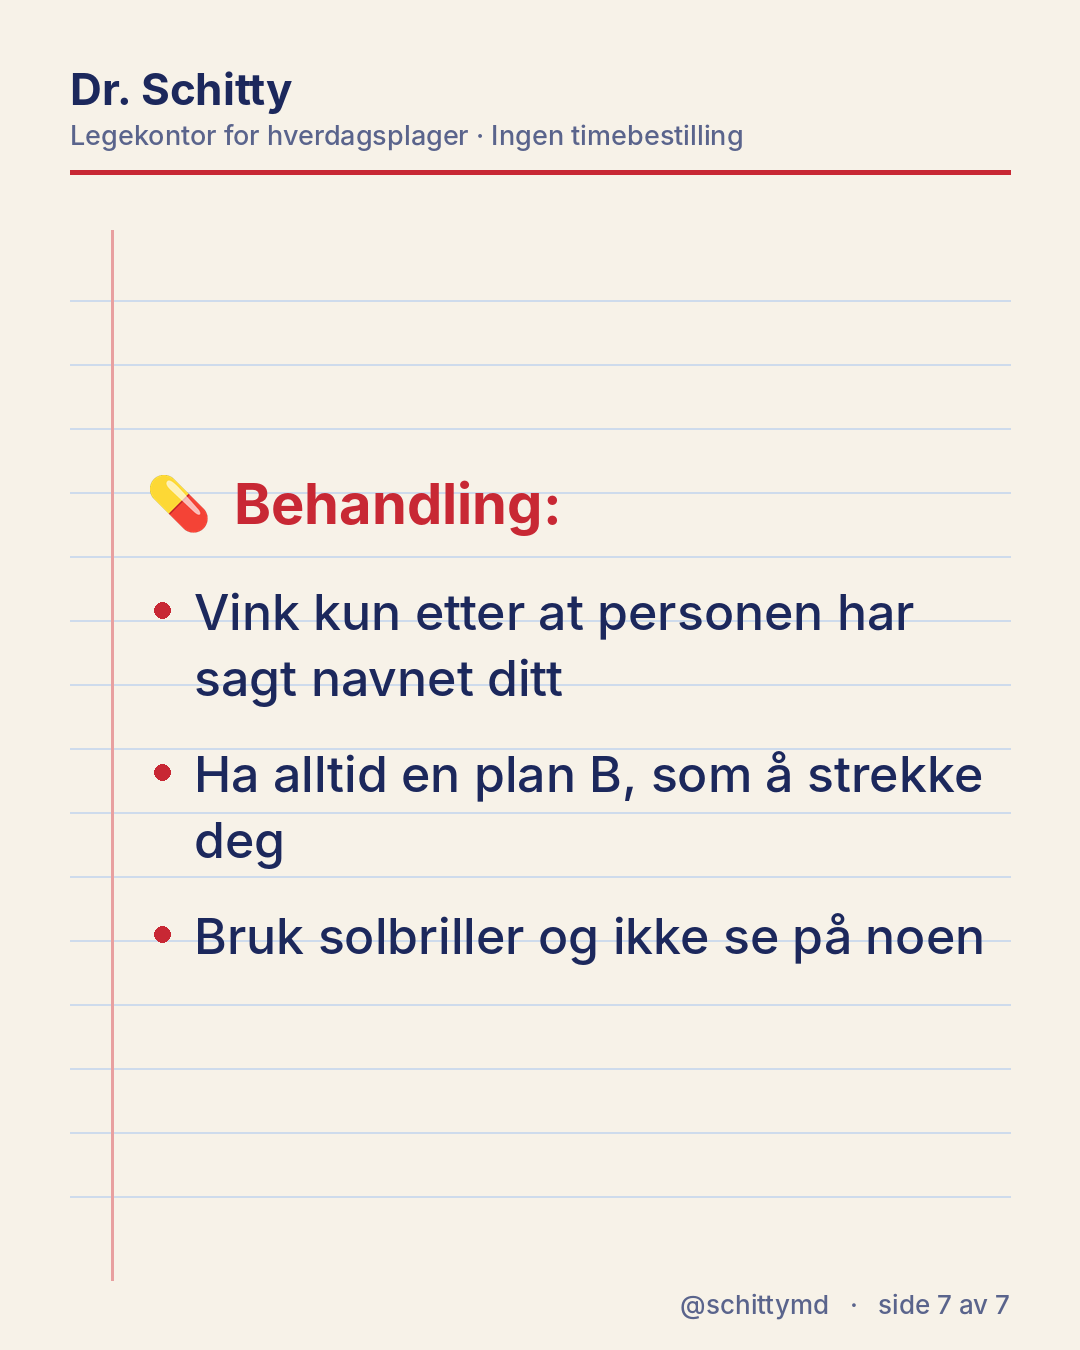 Dr. Schitty
Legekontor for hverdagsplager · Ingen timebestilling
💊 Behandling:
• Vink kun etter at personen har
sagt navnet ditt
• Ha alltid en plan B, som å strekke
deg
• Bruk solbriller og ikke se på noen
@schittymd · side 7 av 7